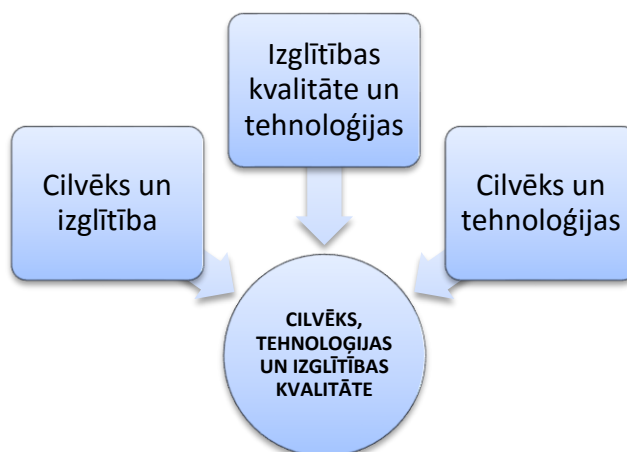 Izglītības
kvalitāte un
tehnoloģijas
Cilvēks un
izglītība
Cilvēks un
tehnoloģijas
CILVĒKS,
TEHNOLOĢIJAS
UN IZGLĪTĪBAS
KVALITĀTE